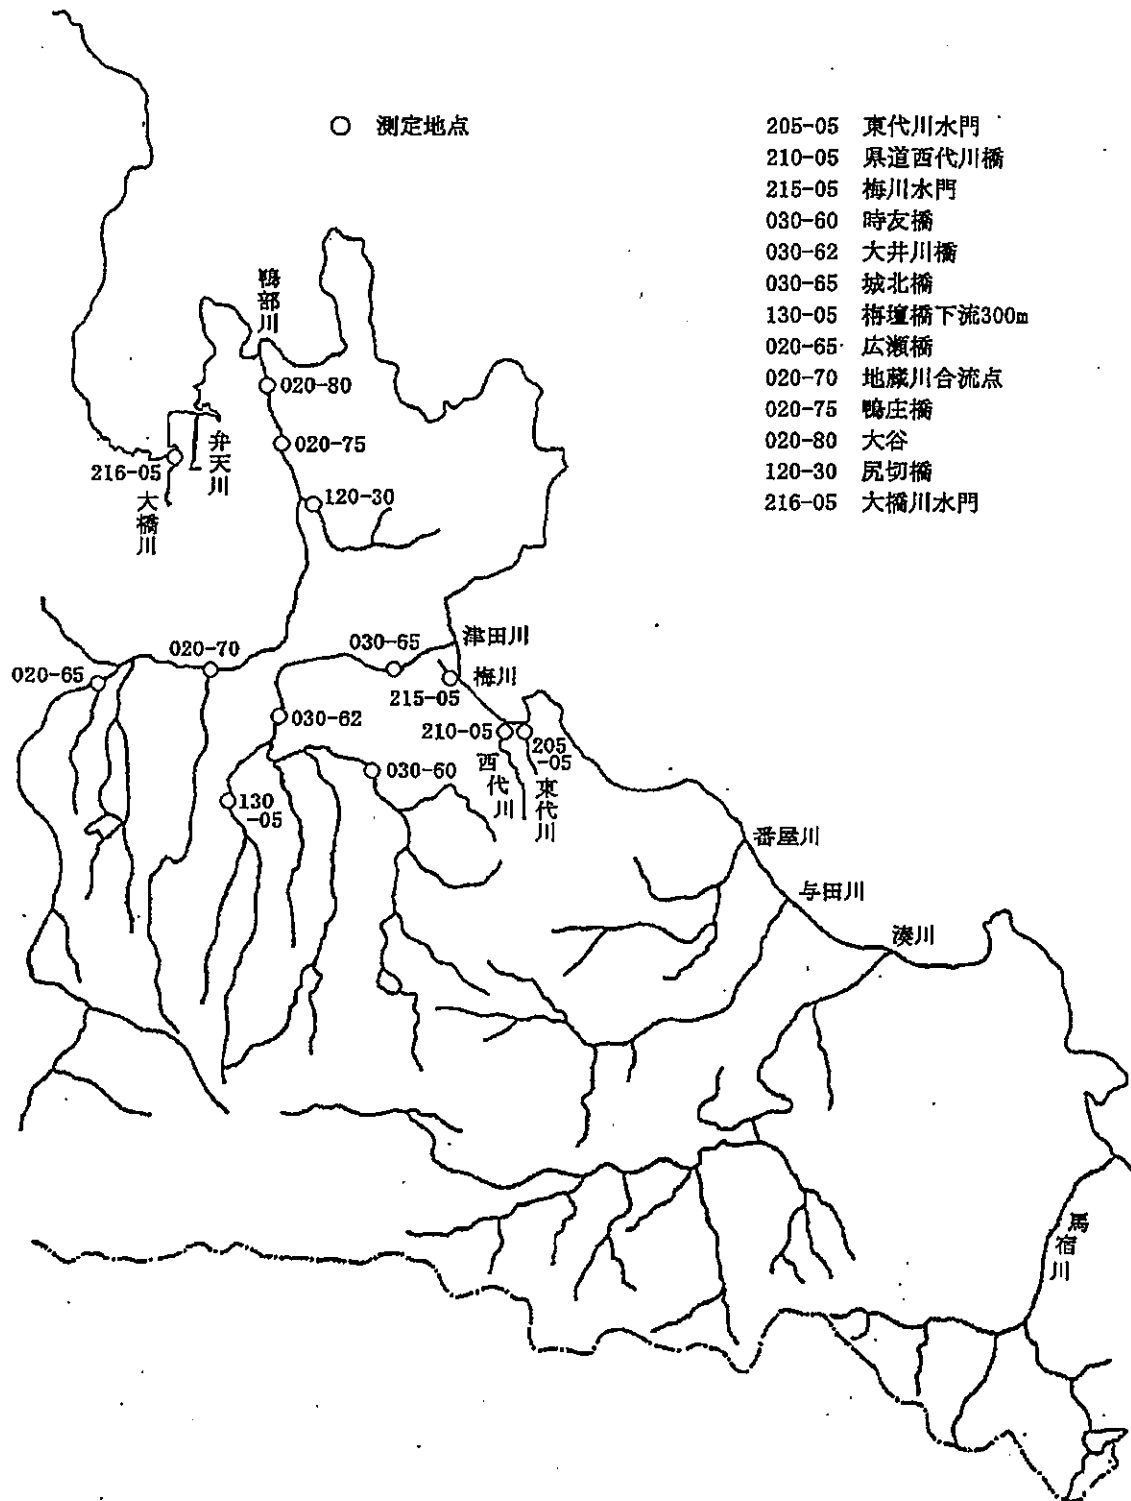 ○ 測定地点
205-05 東代川水門
210-05 県道西代川橋
215-05 梅川水門
030-60 時友橋
030-62 大井川橋
030-65 城北橋
130-05 栴壇橋下流300m
020-65 広瀬橋
020-70 地蔵川合流点
020-75 鴨庄橋
020-80 大谷
120-30 尻切橋
216-05 大橋川水門
鴨部川
020-80
020-75
弁天川
216-05
大橋川
120-30
津田川
020-70
030-65
020-65
梅川
215-05
030-62
210-05
205
-05
西代川
東代川
030-60
130
-05
番屋川
与田川
湊川
馬宿川